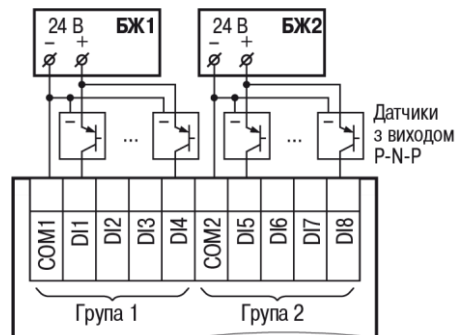 24 В БЖ1
− +
24 В БЖ2
− +
− ... −
− ... −
Датчики
з виходом
P-N-P
COM1 DI1 DI2 DI3 DI4 COM2 DI5 DI6 DI7 DI8
Група 1 Група 2